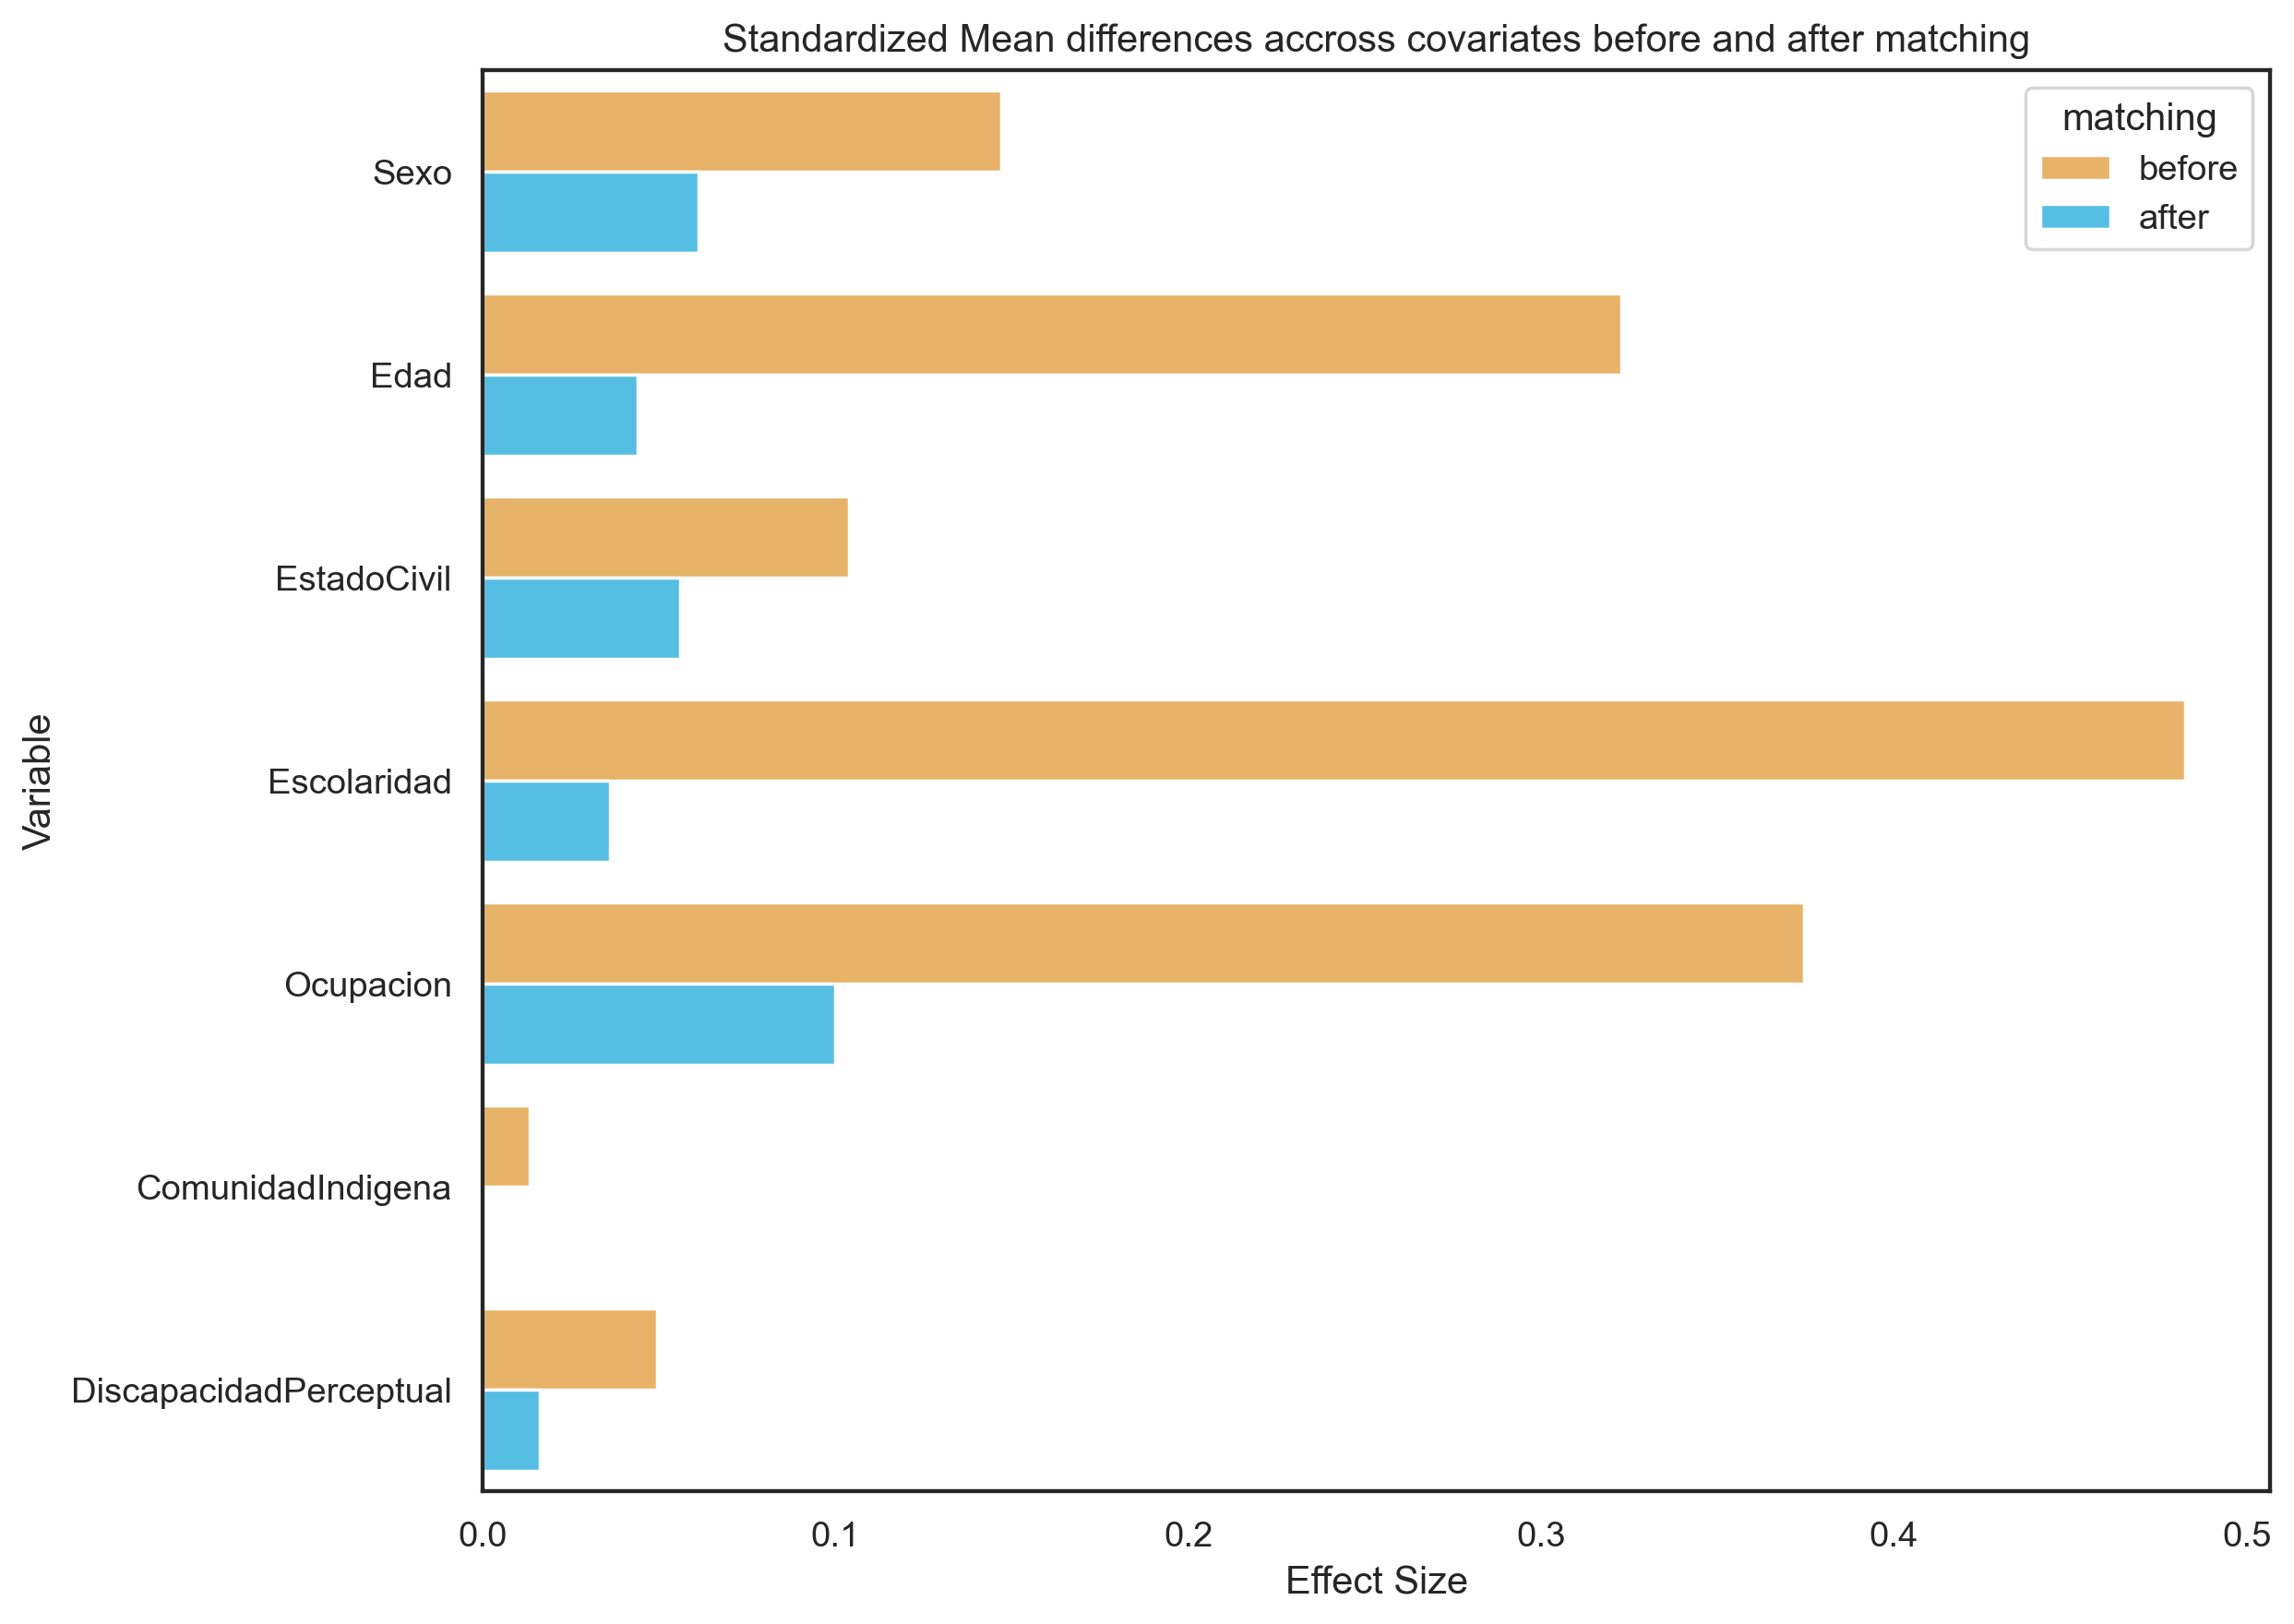 Standardized Mean differences accross covariates before and after matching
matching
before
after
Variable
Sexo
Edad
EstadoCivil
Escolaridad
Ocupacion
ComunidadIndigena
DiscapacidadPerceptual
0.0 0.1 0.2 0.3 0.4 0.5
Effect Size